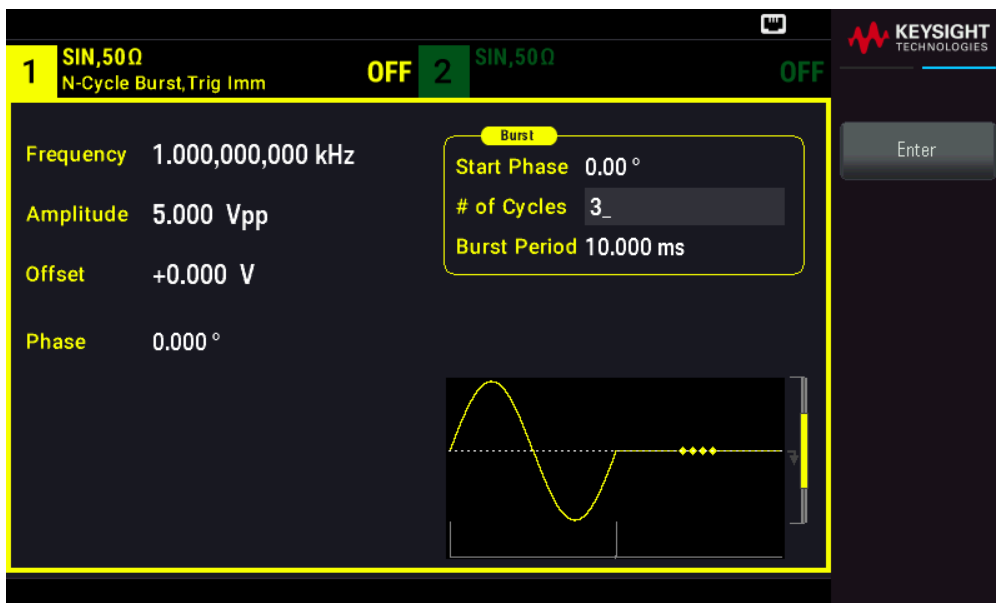 KEYSIGHT
TECHNOLOGIES
1 SIN,50Ω OFF
N-Cycle Burst,Trig Imm
2 SIN,50Ω OFF
Frequency 1.000,000,000 kHz
Amplitude 5.000 Vpp
Offset +0.000 V
Phase 0.000 °
Burst
Start Phase 0.00 °
# of Cycles 3_
Burst Period 10.000 ms
Enter